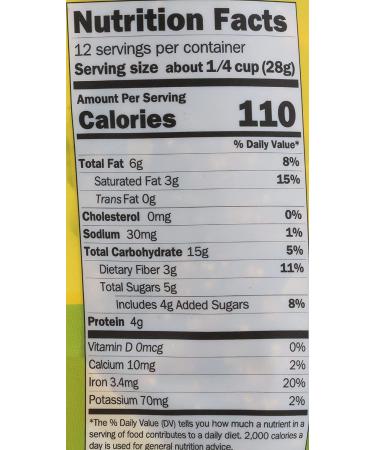 Nutrition Facts
12 servings per container
Serving size about 1/4 cup (28g)
Amount Per Serving
Calories 110
% Daily Value*
Total Fat 6g 8%
Saturated Fat 3g 15%
Trans Fat 0g
Cholesterol 0mg 0%
Sodium 30mg 1%
Total Carbohydrate 15g 5%
Dietary Fiber 3g 11%
Total Sugars 5g
Includes 4g Added Sugars 8%
Protein 4g
Vitamin D 0mcg 0%
Calcium 10mg 2%
Iron 3.4mg 20%
Potassium 70mg 2%
*The % Daily Value (DV) tells you how much a nutrient in a
serving of food contributes to a daily diet. 2,000 calories a
day is used for general nutrition advice.